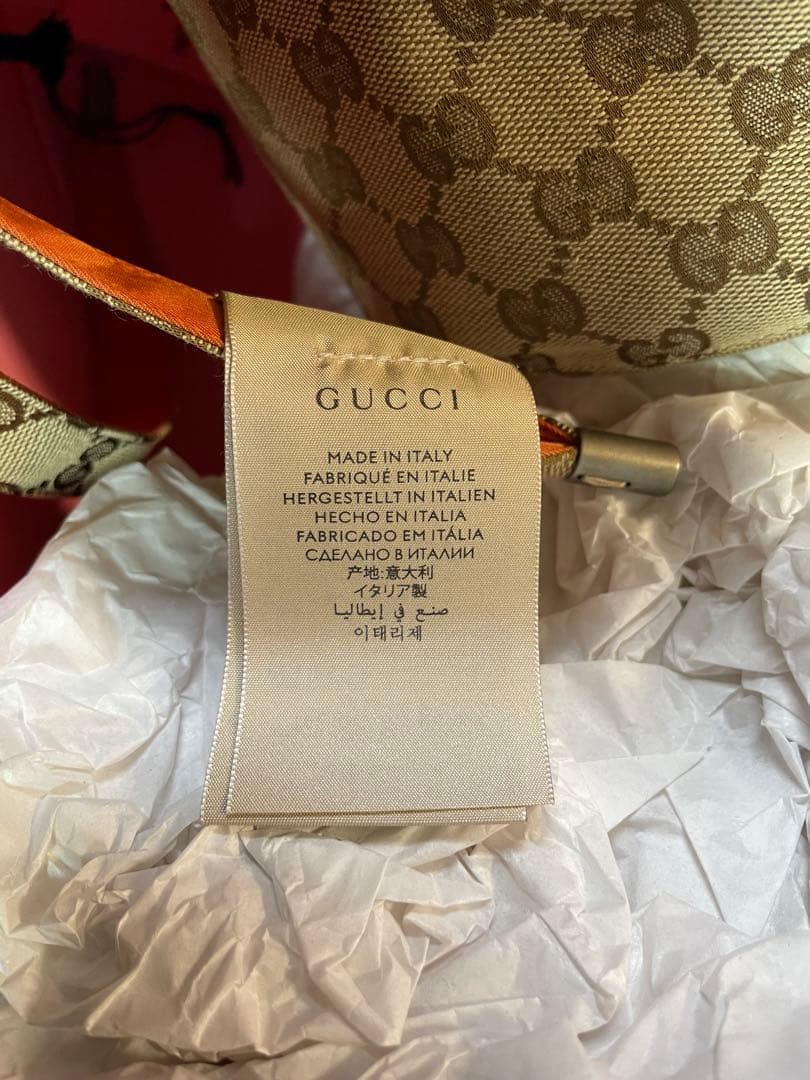 GUCCI
MADE IN ITALY
FABRIQUÉ EN ITALIE
HERGESTELLT IN ITALIEN
HECHO EN ITALIA
FABRICADO EM ITÁLIA
СДЕЛАНО В ИТАЛИИ
产地:意大利
イタリア製
صنع في إيطاليا
이태리제